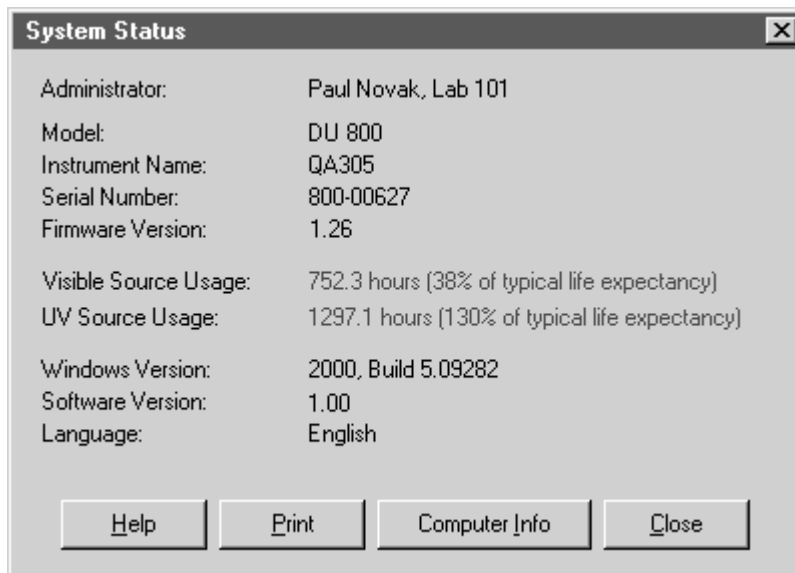 System Status
Administrator: Paul Novak, Lab 101
Model: DU 800
Instrument Name: QA305
Serial Number: 800-00627
Firmware Version: 1.26
Visible Source Usage: 752.3 hours (38% of typical life expectancy)
UV Source Usage: 1297.1 hours (130% of typical life expectancy)
Windows Version: 2000, Build 5.09282
Software Version: 1.00
Language: English
Help Print Computer Info Close